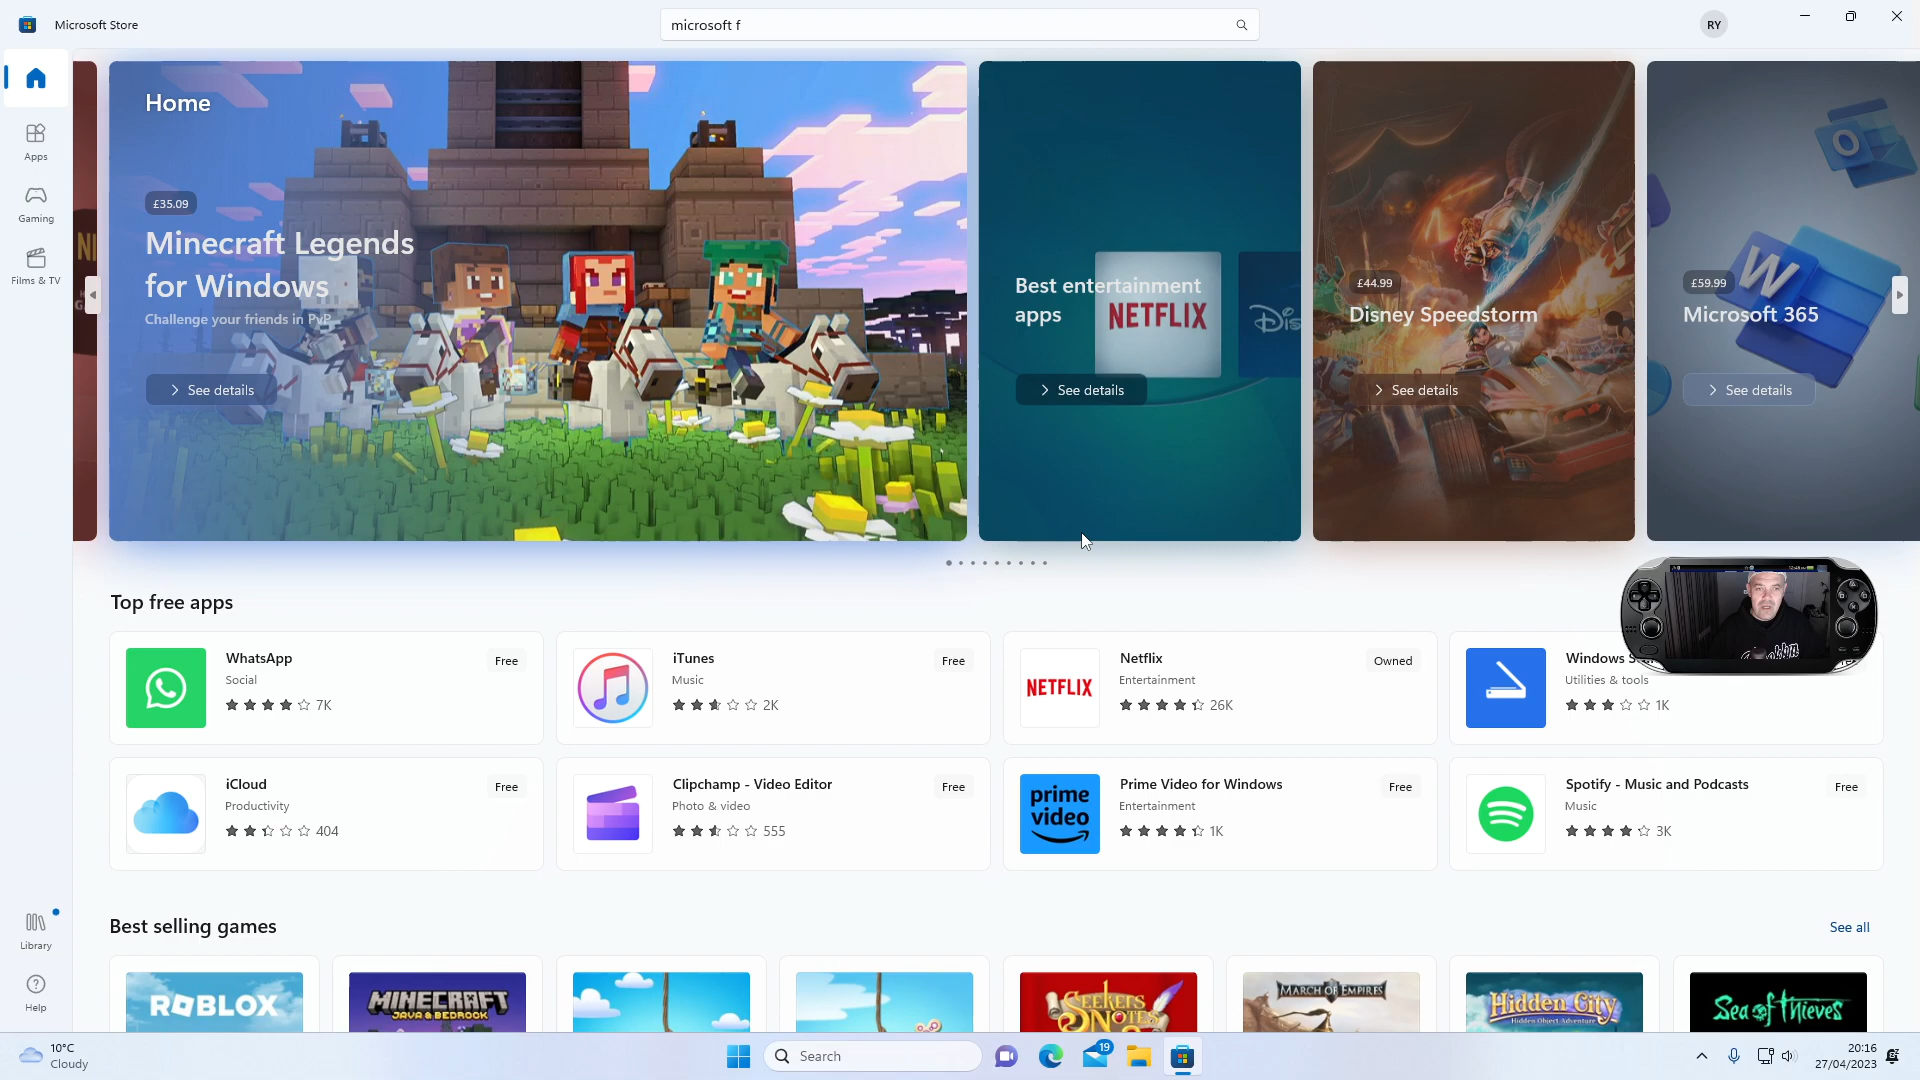 Microsoft Store
microsoft f
RY
Home
£35.09
Minecraft Legends
for Windows
Challenge your friends in PvP
See details
Best entertainment
apps
NETFLIX
See details
£44.99
Disney Speedstorm
See details
£59.99
Microsoft 365
See details
Apps
Gaming
Films & TV
Library
Help
Top free apps
WhatsApp
Free
Social
7K
iTunes
Free
Music
2K
Netflix
Owned
Entertainment
26K
NETFLIX
Windows
Utilities & tools
1K
iCloud
Free
Productivity
404
Clipchamp - Video Editor
Free
Photo & video
555
prime
video
Prime Video for Windows
Free
Entertainment
1K
Spotify - Music and Podcasts
Free
Music
3K
Best selling games
See all
ROBLOX
MINECRAFT
JAVA & BEDROCK
SEEKERS
NOTES
MARCH OF EMPIRES
Hidden City
Hidden Object Adventure
Sea of Thieves
10°C
Cloudy
Search
19
20:16
27/04/2023